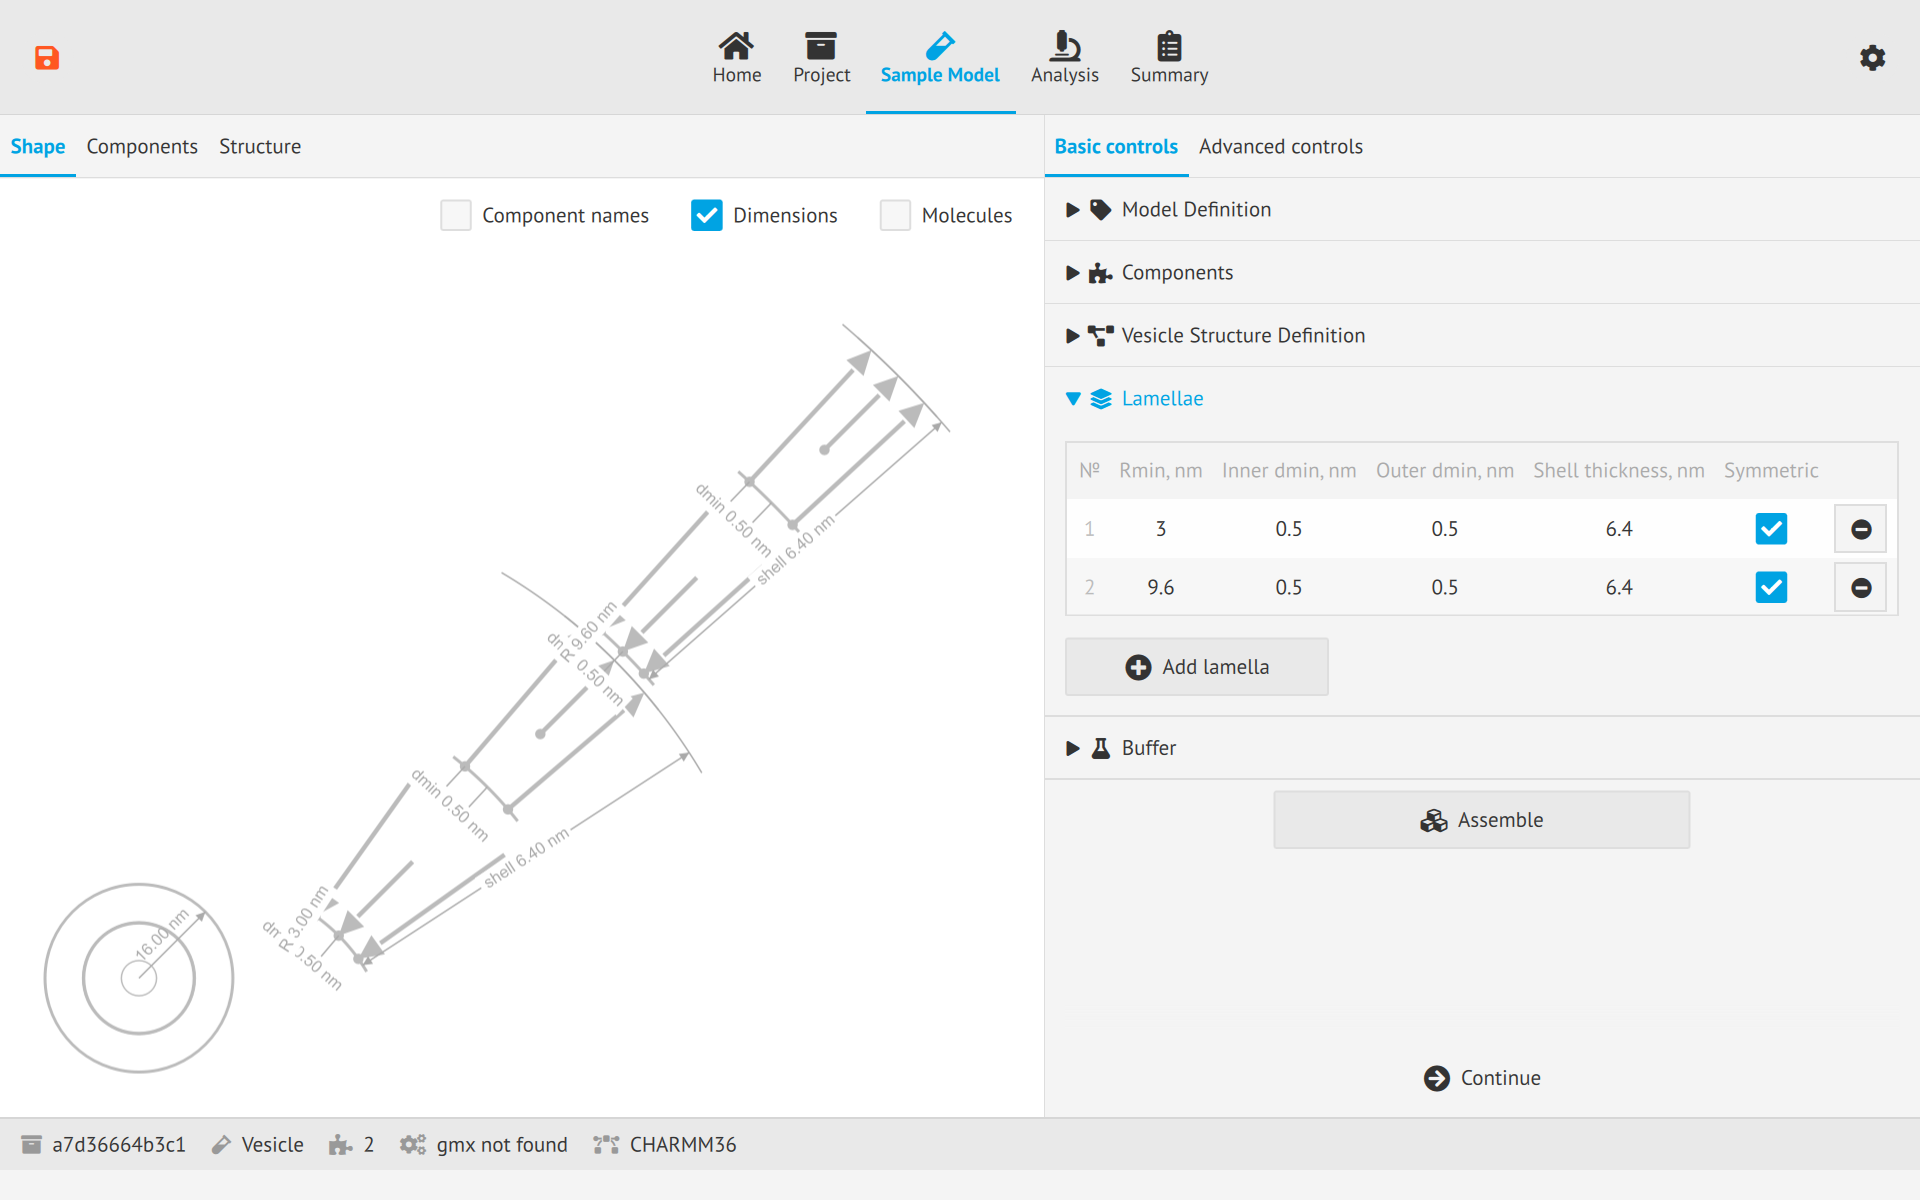 Home Project Sample Model Analysis Summary
Shape Components Structure
Component names Dimensions Molecules
dmin 0.50 nm
shell 6.40 nm
R 9.60 nm
0.50 nm
dmin 0.50 nm
shell 6.40 nm
R 3.00 nm
16.00 nm
Basic controls Advanced controls
Model Definition
Components
Vesicle Structure Definition
Lamellae
№ Rmin, nm Inner dmin, nm Outer dmin, nm Shell thickness, nm Symmetric
1 3 0.5 0.5 6.4
2 9.6 0.5 0.5 6.4
Add lamella
Buffer
Assemble
Continue
a7d36664b3c1 Vesicle 2 gmx not found CHARMM36